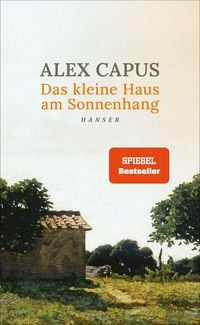 ALEX CAPUS
Das kleine Haus
am Sonnenhang
HANSER
SPIEGEL
Bestseller